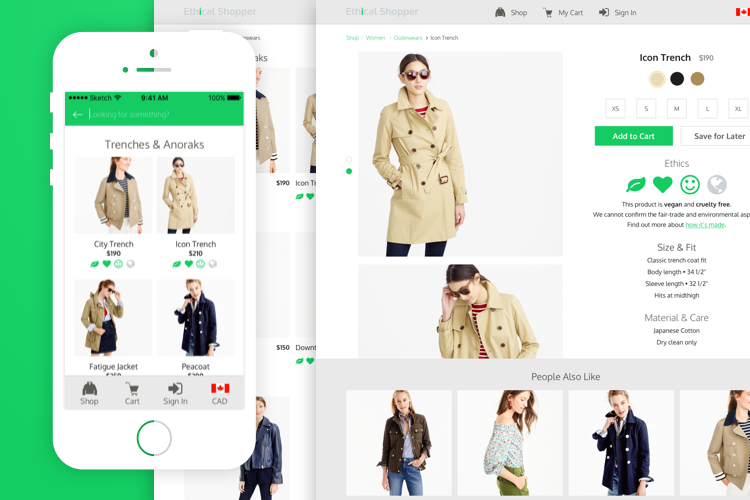 Sketch
9:41 AM
100%
Looking for something?
Trenches & Anoraks
City Trench
$190
Icon Trench
$210
Fatigue Jacket
$250
Peacoat
Shop
Cart
Sign In
CAD
Ethical Shopper
$190
$150
Ethical Shopper
Shop
My Cart
Sign In
Shop › Women › Outerwears › Icon Trench
Icon Trench $190
XS S M L XL
Add to Cart
Save for Later
Ethics
This product is vegan and cruelty free.
We cannot confirm the fair-trade and environmental asp
Find out more about how it's made.
Size & Fit
Classic trench coat fit
Body length • 34 1/2"
Sleeve length • 32 1/2"
Hits at midthigh
Material & Care
Japanese Cotton
Dry clean only
People Also Like